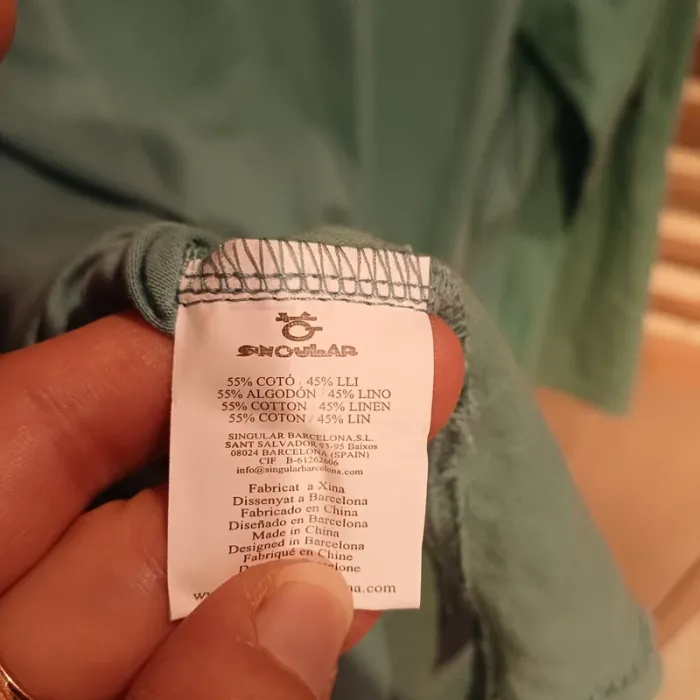 SINGULAR
55% COTÓ / 45% LLI
55% ALGODÓN / 45% LINO
55% COTTON / 45% LINEN
55% COTON / 45% LIN
SINGULAR BARCELONA,S.L.
SANT SALVADOR 93-95 Baixos
08024 BARCELONA (SPAIN)
CIF B-61262606
info@singularbarcelona.com
Fabricat a Xina
Dissenyat a Barcelona
Fabricado en China
Diseñado en Barcelona
Made in China
Designed in Barcelona
Fabriqué en Chine